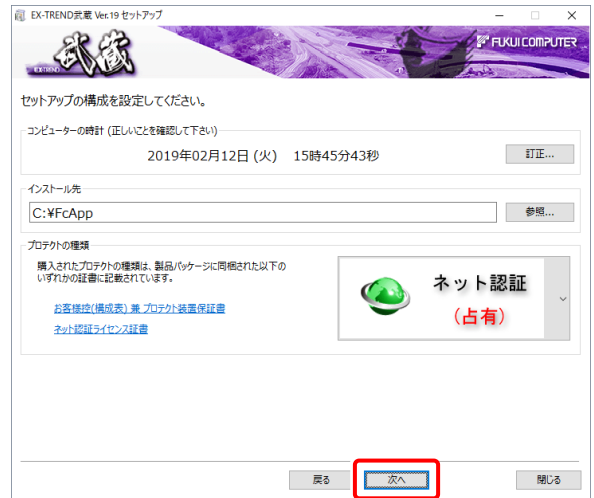 EX-TREND武蔵 Ver.19 セットアップ
武蔵
EX-TREND
FUKUI COMPUTER
セットアップの構成を設定してください。
コンピューターの時計 (正しいことを確認して下さい)
2019年02月12日 (火) 15時45分43秒
訂正...
インストール先
C:¥FcApp
参照...
プロテクトの種類
購入されたプロテクトの種類は、製品パッケージに同梱された以下の
いずれかの証書に記載されています。
お客様控(構成表) 兼 プロテクト装置保証書
ネット認証ライセンス証書
ネット認証
(占有)
戻る
次へ
閉じる